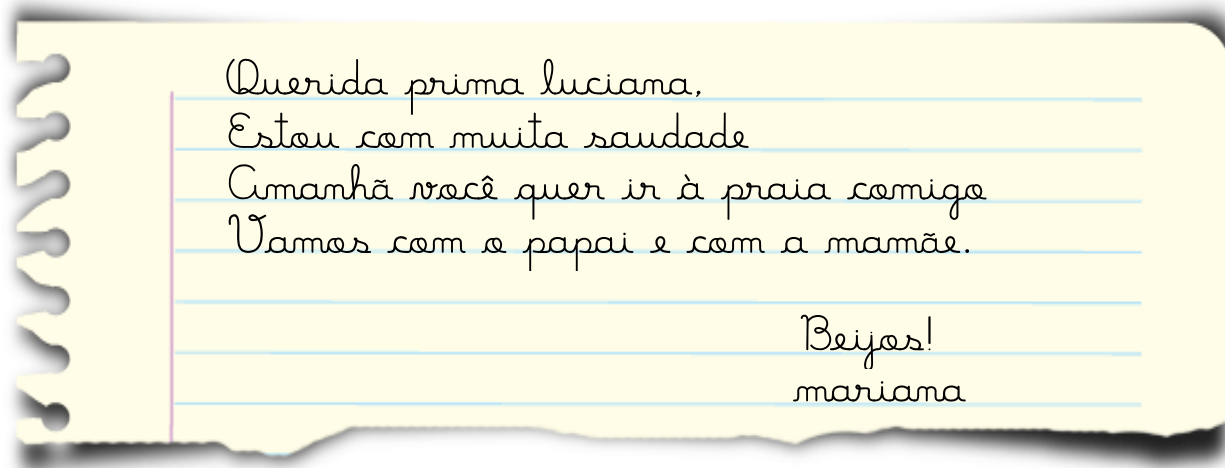 Querida prima luciana,
Estou com muita saudade
Amanhã você quer ir à praia comigo
Vamos com o papai e com a mamãe.
Beijos!
mariana